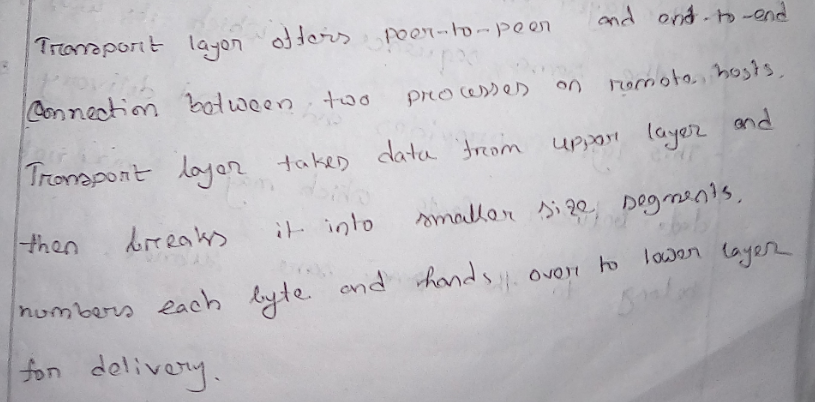 Transport layer offers peer-to-peer and end-to-end
Connection between two processes on remote hosts.
Transport layer takes data from upper layer and
then breaks it into smaller size segments,
numbers each byte and hands over to lower layer
for delivery.